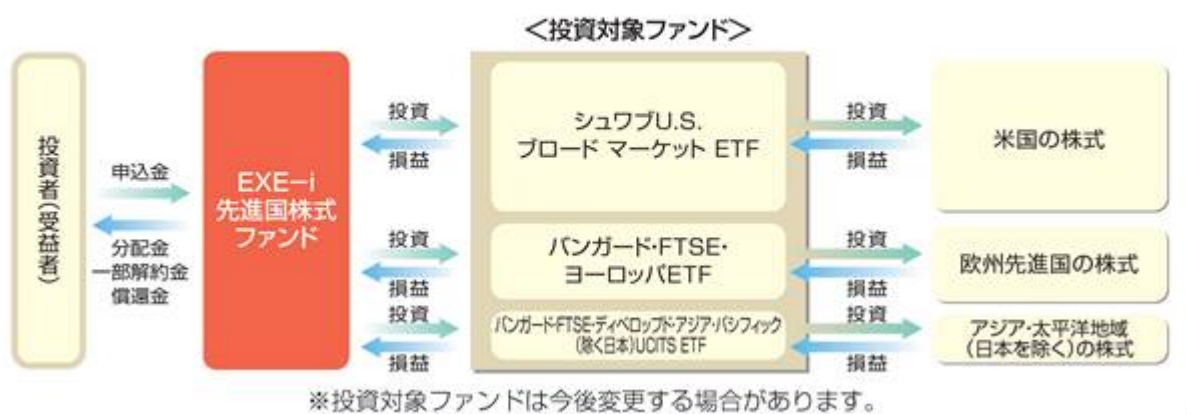 ＜投資対象ファンド＞
投資者(受益者)
申込金
分配金
一部解約金
償還金
EXE－i
先進国株式
ファンド
投資
損益
シュワブU.S.
ブロード マーケット ETF
投資
損益
米国の株式
投資
損益
バンガード・FTSE・
ヨーロッパETF
投資
損益
欧州先進国の株式
投資
損益
バンガード・FTSE・ディベロップド・アジア・パシフィック
(除く日本)UCITS ETF
投資
損益
アジア・太平洋地域
(日本を除く)の株式
※投資対象ファンドは今後変更する場合があります。